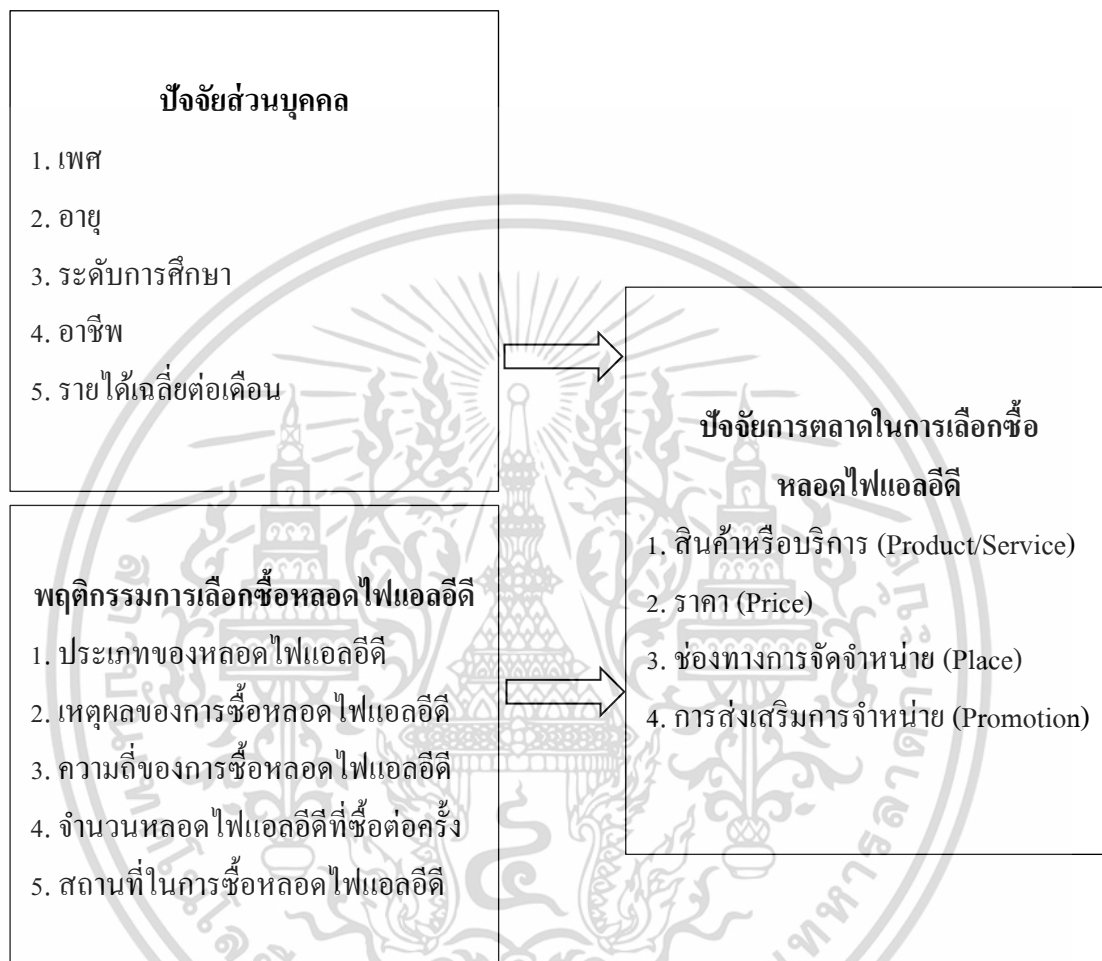 ปัจจัยส่วนบุคคล
1. เพศ
2. อายุ
3. ระดับการศึกษา
4. อาชีพ
5. รายได้เฉลี่ยต่อเดือน
พฤติกรรมการเลือกซื้อหลอดไฟแอลอีดี
1. ประเภทของหลอดไฟแอลอีดี
2. เหตุผลของการซื้อหลอดไฟแอลอีดี
3. ความถี่ของการซื้อหลอดไฟแอลอีดี
4. จำนวนหลอดไฟแอลอีดีที่ซื้อต่อครั้ง
5. สถานที่ในการซื้อหลอดไฟแอลอีดี
ปัจจัยการตลาดในการเลือกซื้อ
หลอดไฟแอลอีดี
1. สินค้าหรือบริการ (Product/Service)
2. ราคา (Price)
3. ช่องทางการจัดจำหน่าย (Place)
4. การส่งเสริมการจำหน่าย (Promotion)